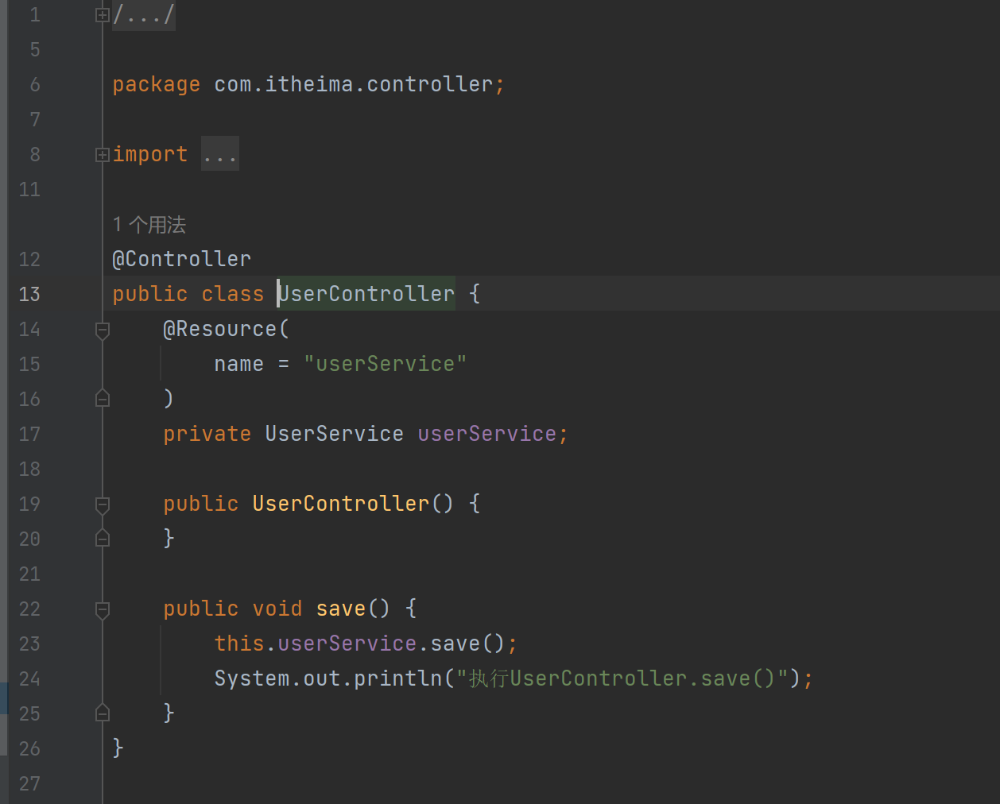 1 /.../
5
6 package com.itheima.controller;
7
8 import ...
11
1 个用法
12 @Controller
13 public class UserController {
14     @Resource(
15         name = "userService"
16     )
17     private UserService userService;
18
19     public UserController() {
20     }
21
22     public void save() {
23         this.userService.save();
24         System.out.println("执行UserController.save()");
25     }
26 }
27